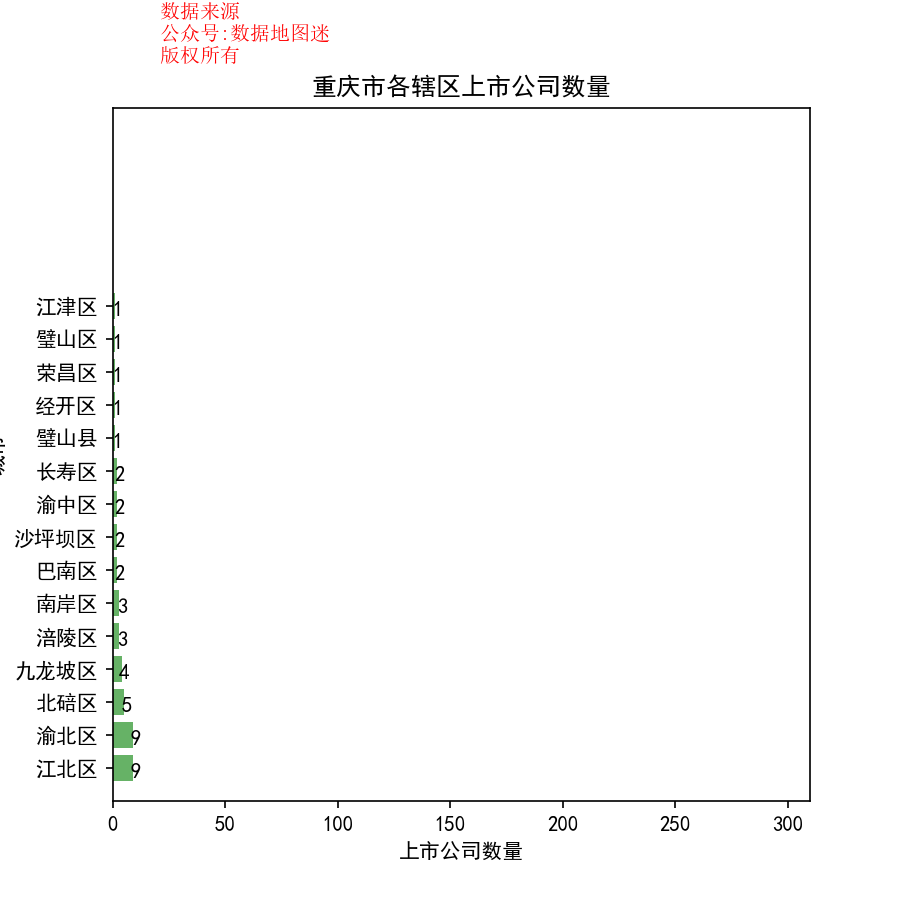 数据来源
公众号:数据地图迷
版权所有
重庆市各辖区上市公司数量
江津区 1
璧山区 1
荣昌区 1
经开区 1
璧山县 1
长寿区 2
渝中区 2
沙坪坝区 2
巴南区 2
南岸区 3
涪陵区 3
九龙坡区 4
北碚区 5
渝北区 9
江北区 9
0 50 100 150 200 250 300
上市公司数量